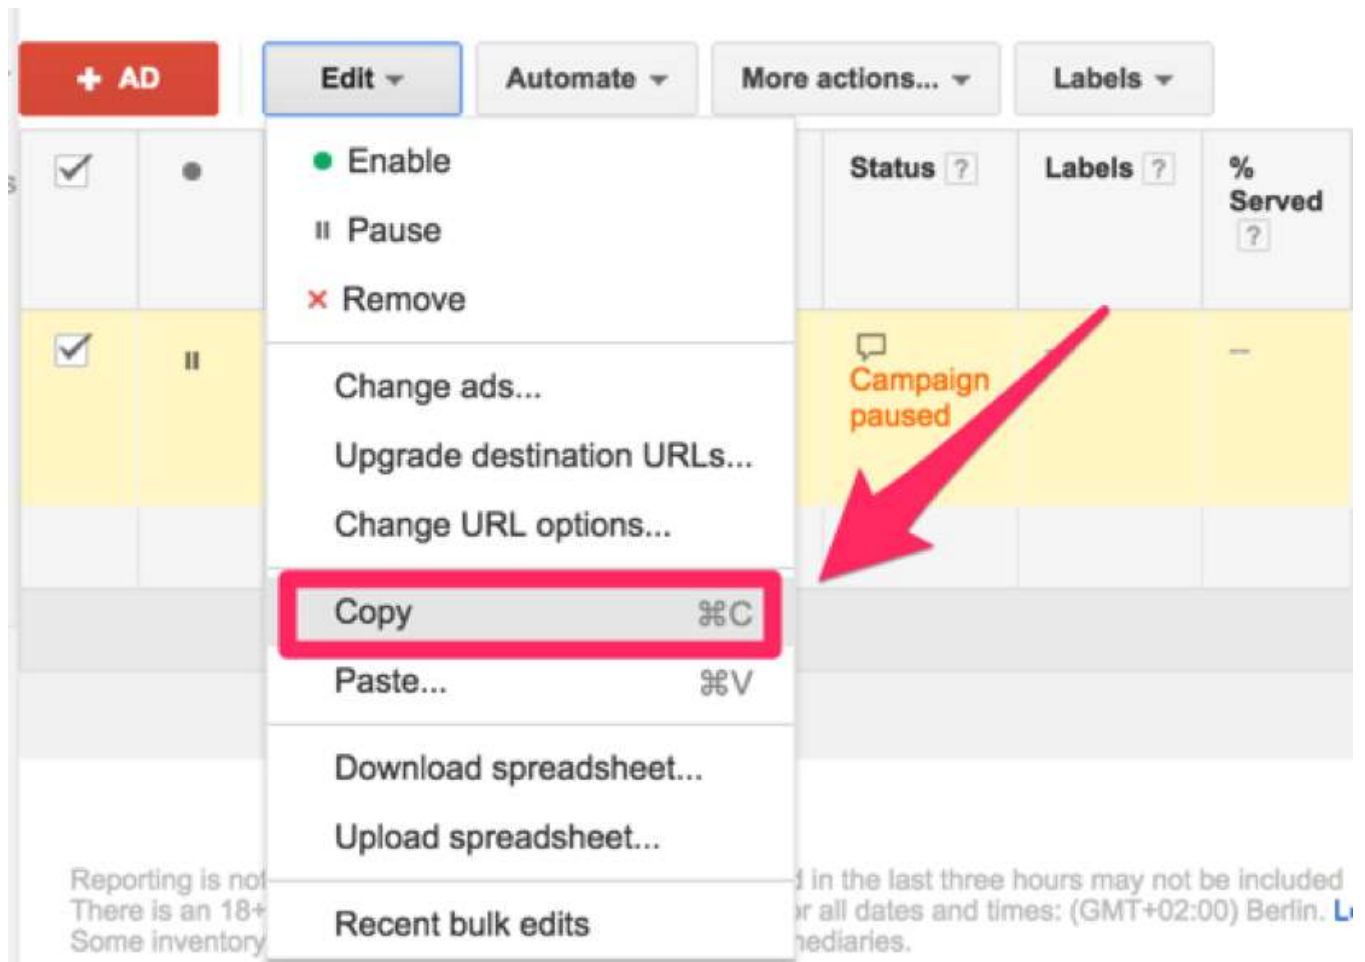 + AD
Edit
Automate
More actions...
Labels
Enable
Pause
Remove
Change ads...
Upgrade destination URLs...
Change URL options...
Copy ⌘C
Paste... ⌘V
Download spreadsheet...
Upload spreadsheet...
Recent bulk edits
Status ?
Labels ?
%
Served
?
Campaign
paused
--
Reporting is not in the last three hours may not be included
There is an 18+ all dates and times: (GMT+02:00) Berlin.
Some inventory